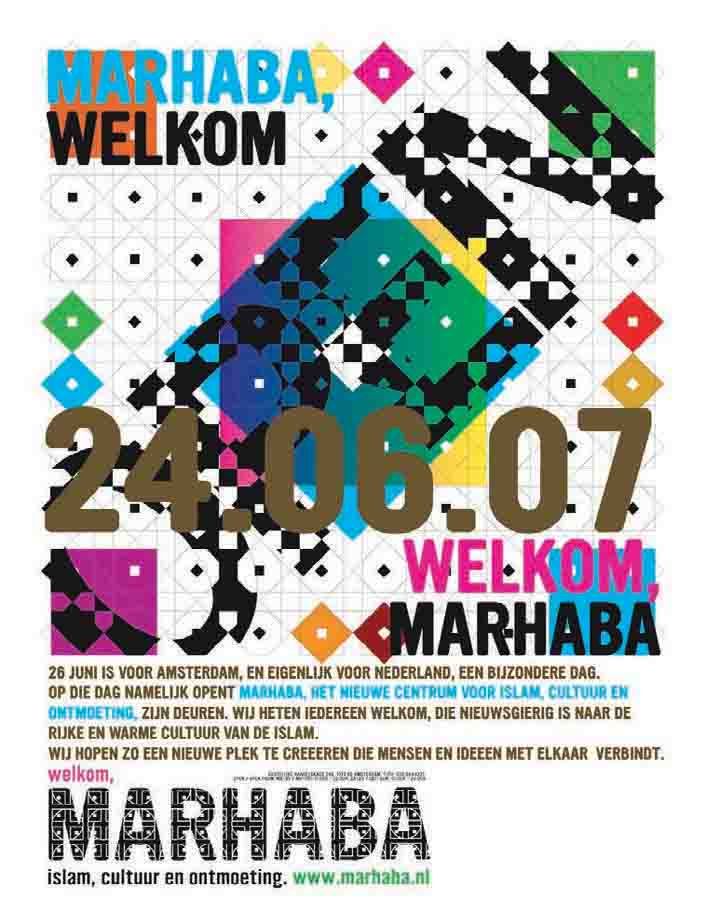 MARHABA,
WELKOM
24.06.07
WELKOM,
MARHABA
26 JUNI IS VOOR AMSTERDAM, EN EIGENLIJK VOOR NEDERLAND, EEN BIJZONDERE DAG.
OP DIE DAG NAMELIJK OPENT MARHABA, HET NIEUWE CENTRUM VOOR ISLAM, CULTUUR EN
ONTMOETING, ZIJN DEUREN. WIJ HETEN IEDEREEN WELKOM, DIE NIEUWSGIERIG IS NAAR DE
RIJKE EN WARME CULTUUR VAN DE ISLAM.
WIJ HOPEN ZO EEN NIEUWE PLEK TE CREEEREN DIE MENSEN EN IDEEEN MET ELKAAR VERBINDT.
welkom,
MARHABA
islam, cultuur en ontmoeting. www.marhaba.nl